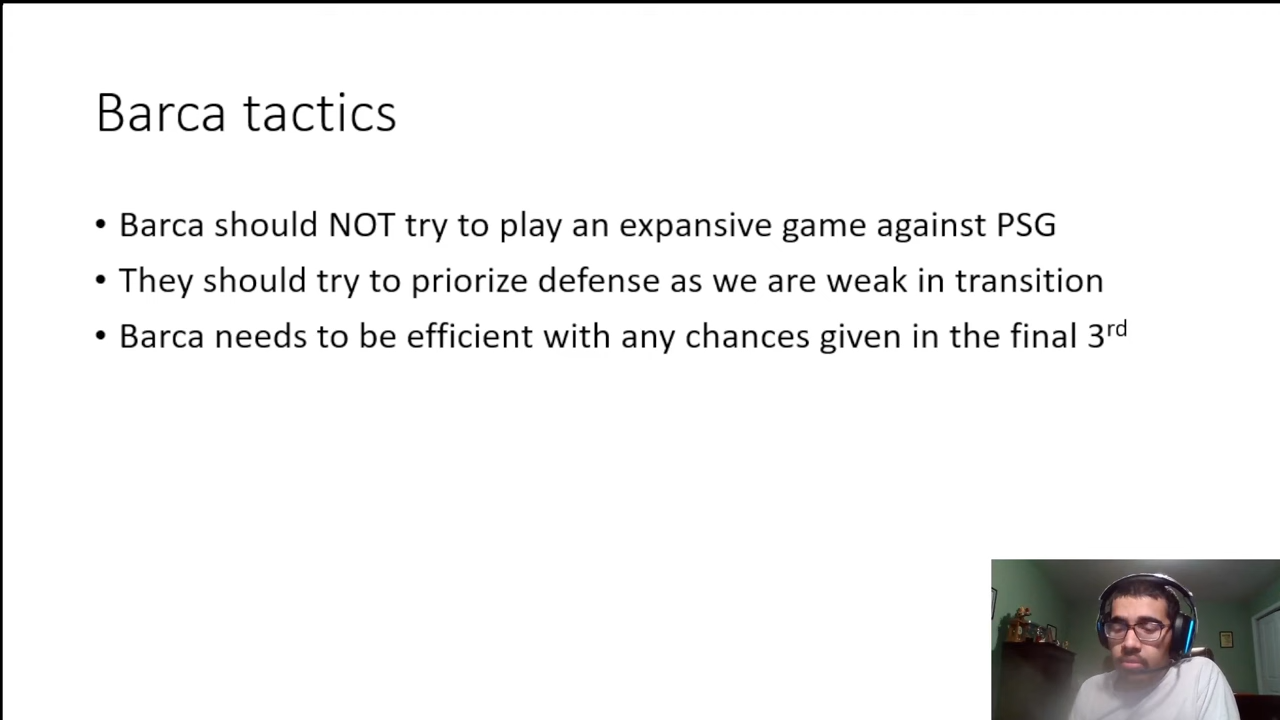 Barca tactics
• Barca should NOT try to play an expansive game against PSG
• They should try to priorize defense as we are weak in transition
• Barca needs to be efficient with any chances given in the final 3rd